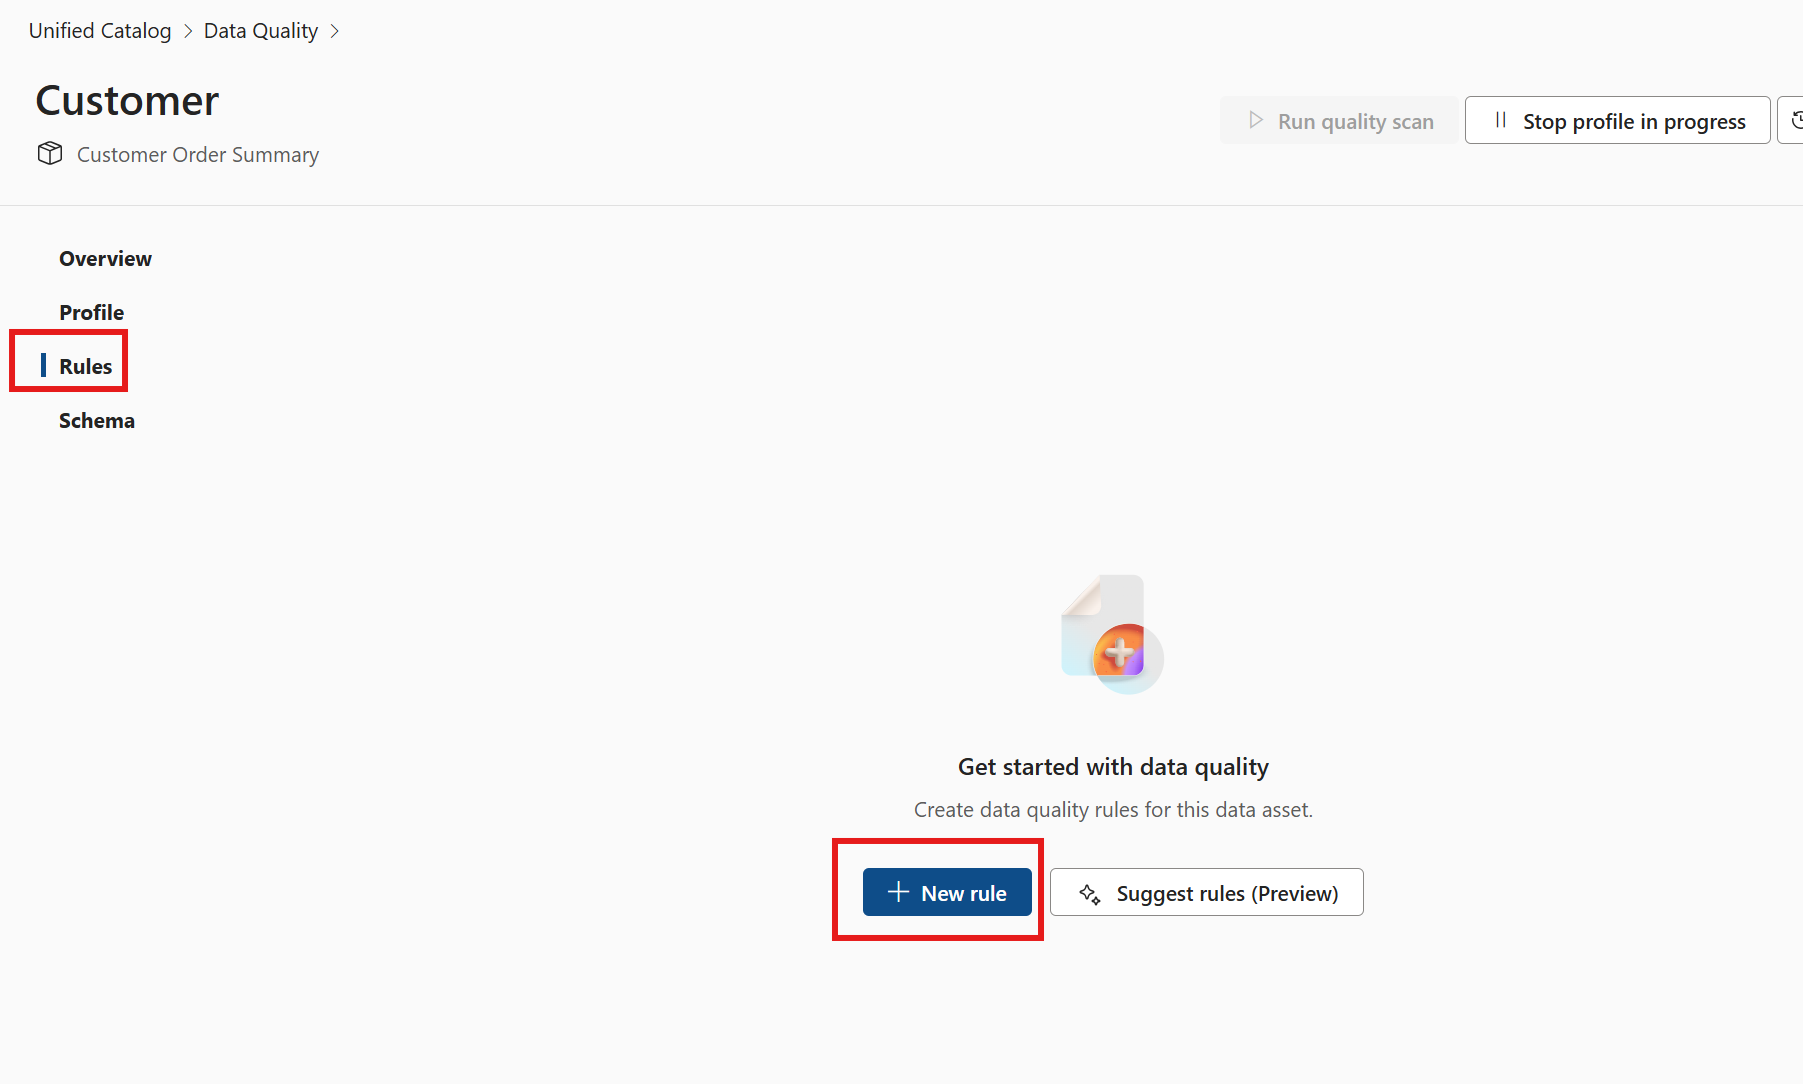 Unified Catalog > Data Quality >
Customer
Customer Order Summary
Run quality scan
Stop profile in progress
Overview
Profile
Rules
Schema
Get started with data quality
Create data quality rules for this data asset.
New rule
Suggest rules (Preview)